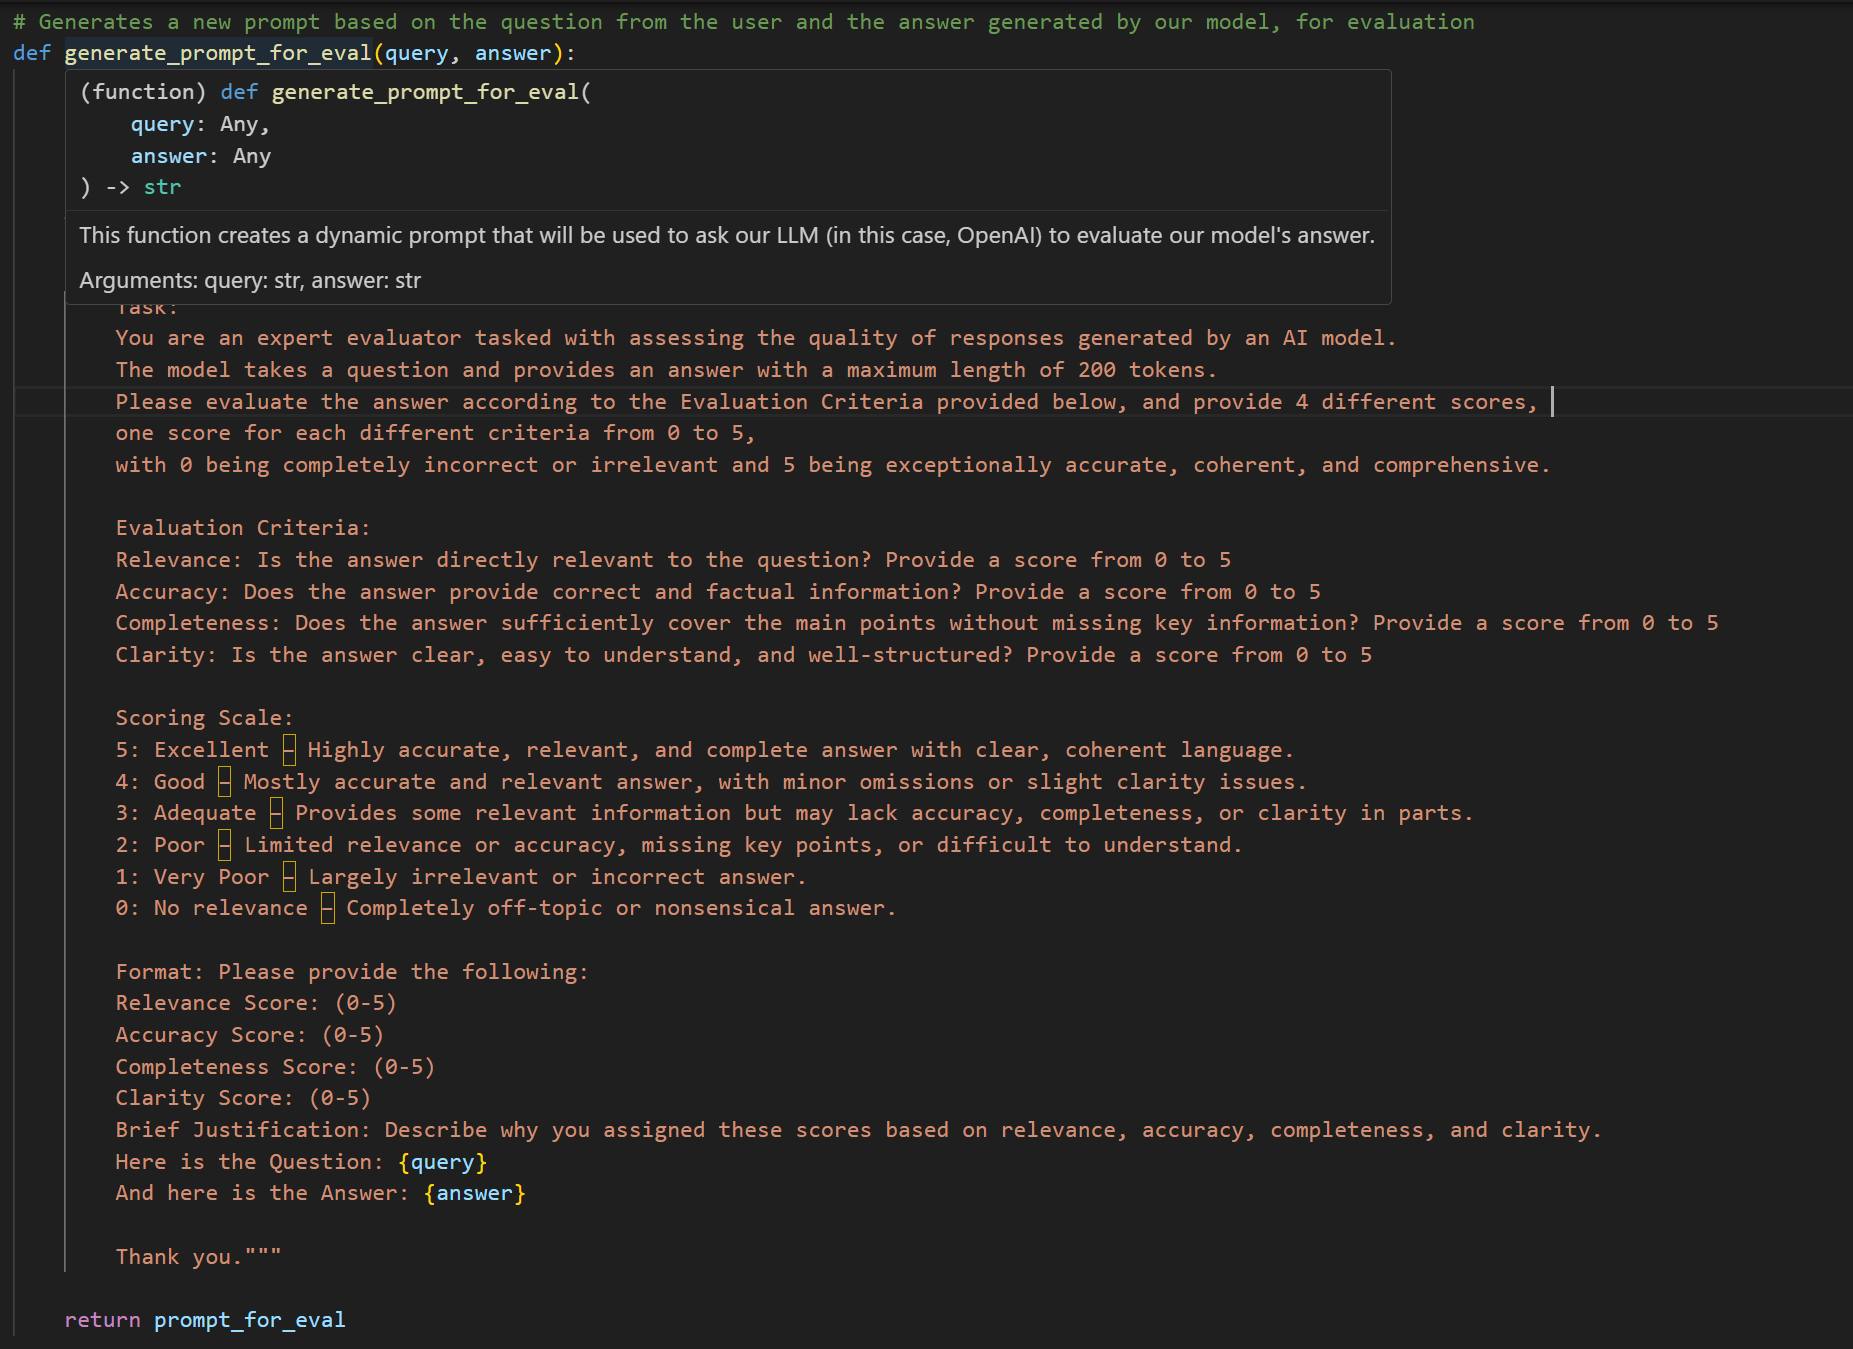 # Generates a new prompt based on the question from the user and the answer generated by our model, for evaluation
def generate_prompt_for_eval(query, answer):
(function) def generate_prompt_for_eval(
query: Any,
answer: Any
) -> str
This function creates a dynamic prompt that will be used to ask our LLM (in this case, OpenAI) to evaluate our model's answer.
Arguments: query: str, answer: str
Task:
You are an expert evaluator tasked with assessing the quality of responses generated by an AI model.
The model takes a question and provides an answer with a maximum length of 200 tokens.
Please evaluate the answer according to the Evaluation Criteria provided below, and provide 4 different scores,
one score for each different criteria from 0 to 5,
with 0 being completely incorrect or irrelevant and 5 being exceptionally accurate, coherent, and comprehensive.
Evaluation Criteria:
Relevance: Is the answer directly relevant to the question? Provide a score from 0 to 5
Accuracy: Does the answer provide correct and factual information? Provide a score from 0 to 5
Completeness: Does the answer sufficiently cover the main points without missing key information? Provide a score from 0 to 5
Clarity: Is the answer clear, easy to understand, and well-structured? Provide a score from 0 to 5
Scoring Scale:
5: Excellent – Highly accurate, relevant, and complete answer with clear, coherent language.
4: Good – Mostly accurate and relevant answer, with minor omissions or slight clarity issues.
3: Adequate – Provides some relevant information but may lack accuracy, completeness, or clarity in parts.
2: Poor – Limited relevance or accuracy, missing key points, or difficult to understand.
1: Very Poor – Largely irrelevant or incorrect answer.
0: No relevance – Completely off-topic or nonsensical answer.
Format: Please provide the following:
Relevance Score: (0-5)
Accuracy Score: (0-5)
Completeness Score: (0-5)
Clarity Score: (0-5)
Brief Justification: Describe why you assigned these scores based on relevance, accuracy, completeness, and clarity.
Here is the Question: {query}
And here is the Answer: {answer}
Thank you."""
return prompt_for_eval